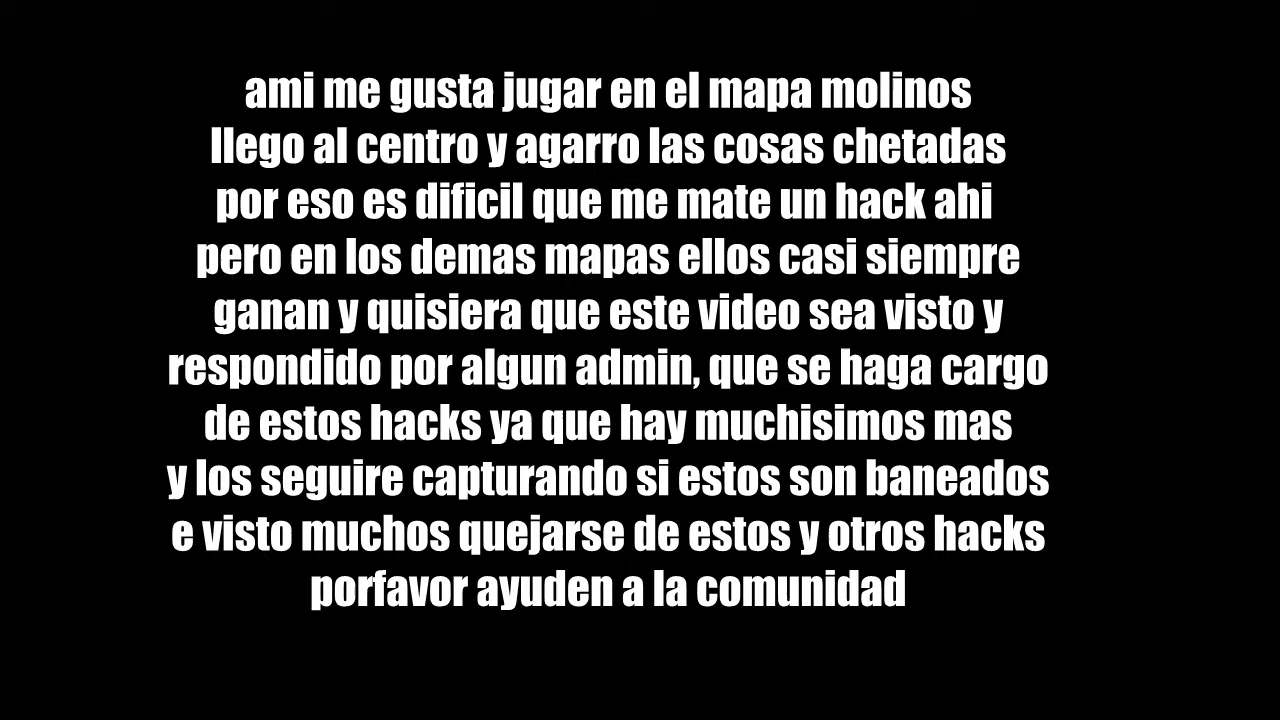 ami me gusta jugar en el mapa molinos
llego al centro y agarro las cosas chetadas
por eso es dificil que me mate un hack ahi
pero en los demas mapas ellos casi siempre
ganan y quisiera que este video sea visto y
respondido por algun admin, que se haga cargo
de estos hacks ya que hay muchisimos mas
y los seguire capturando si estos son baneados
e visto muchos quejarse de estos y otros hacks
porfavor ayuden a la comunidad